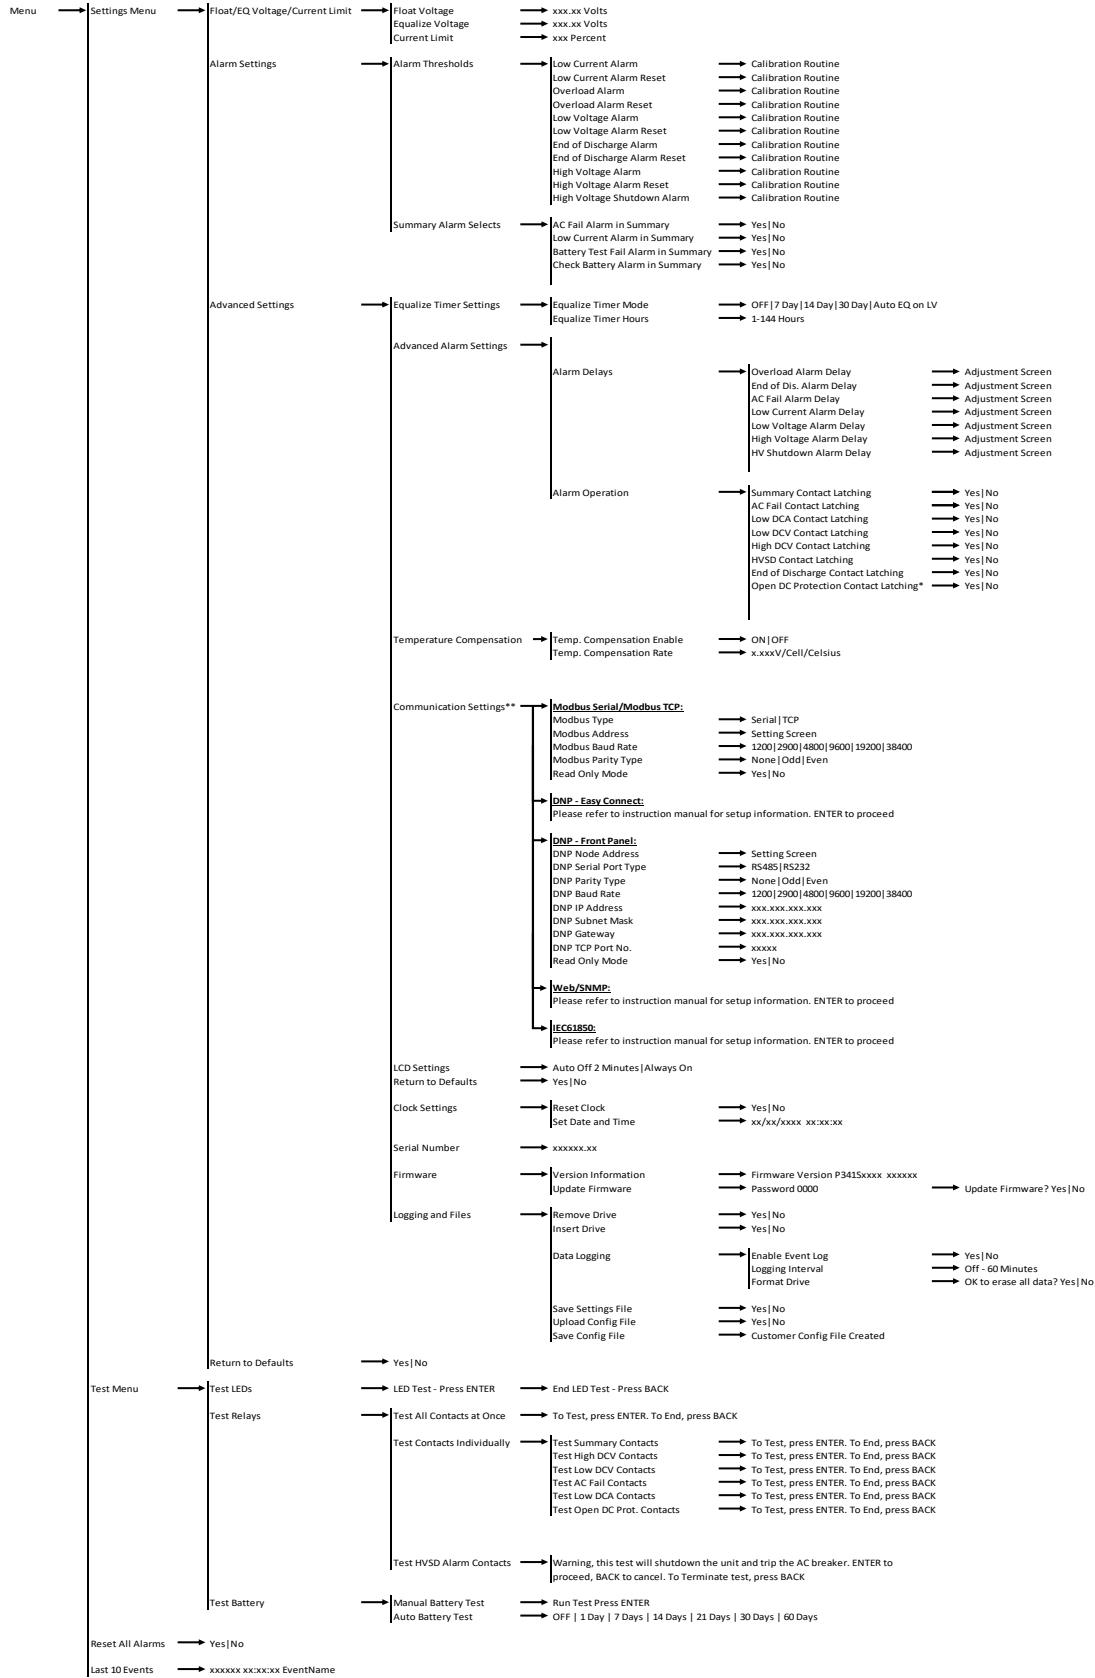 Menu Settings Menu Float/EQ Voltage/Current Limit Float Voltage xxx.xx Volts
Equalize Voltage xxx.xx Volts
Current Limit xxx Percent
Alarm Settings Alarm Thresholds Low Current Alarm Calibration Routine
Low Current Alarm Reset Calibration Routine
Overload Alarm Calibration Routine
Overload Alarm Reset Calibration Routine
Low Voltage Alarm Calibration Routine
Low Voltage Alarm Reset Calibration Routine
End of Discharge Alarm Calibration Routine
End of Discharge Alarm Reset Calibration Routine
High Voltage Alarm Calibration Routine
High Voltage Alarm Reset Calibration Routine
High Voltage Shutdown Alarm Calibration Routine
Summary Alarm Selects AC Fail Alarm in Summary Yes|No
Low Current Alarm in Summary Yes|No
Battery Test Fail Alarm in Summary Yes|No
Check Battery Alarm in Summary Yes|No
Advanced Settings Equalize Timer Settings Equalize Timer Mode OFF|7 Day|14 Day|30 Day|Auto EQ on LV
Equalize Timer Hours 1-144 Hours
Advanced Alarm Settings
Alarm Delays Overload Alarm Delay Adjustment Screen
End of Dis. Alarm Delay Adjustment Screen
AC Fail Alarm Delay Adjustment Screen
Low Current Alarm Delay Adjustment Screen
Low Voltage Alarm Delay Adjustment Screen
High Voltage Alarm Delay Adjustment Screen
HV Shutdown Alarm Delay Adjustment Screen
Alarm Operation Summary Contact Latching Yes|No
AC Fail Contact Latching Yes|No
Low DCA Contact Latching Yes|No
Low DCV Contact Latching Yes|No
High DCV Contact Latching Yes|No
HVSD Contact Latching Yes|No
End of Discharge Contact Latching Yes|No
Open DC Protection Contact Latching* Yes|No
Temperature Compensation Temp. Compensation Enable ON|OFF
Temp. Compensation Rate x.xxxV/Cell/Celsius
Communication Settings** Modbus Serial/Modbus TCP:
Modbus Type Serial|TCP
Modbus Address Setting Screen
Modbus Baud Rate 1200|2900|4800|9600|19200|38400
Modbus Parity Type None|Odd|Even
Read Only Mode Yes|No
DNP - Easy Connect:
Please refer to instruction manual for setup information. ENTER to proceed
DNP - Front Panel:
DNP Node Address Setting Screen
DNP Serial Port Type RS485|RS232
DNP Parity Type None|Odd|Even
DNP Baud Rate 1200|2900|4800|9600|19200|38400
DNP IP Address xxx.xxx.xxx.xxx
DNP Subnet Mask xxx.xxx.xxx.xxx
DNP Gateway xxx.xxx.xxx.xxx
DNP TCP Port No. xxxxx
Read Only Mode Yes|No
Web/SNMP:
Please refer to instruction manual for setup information. ENTER to proceed
IEC61850:
Please refer to instruction manual for setup information. ENTER to proceed
LCD Settings Auto Off 2 Minutes|Always On
Return to Defaults Yes|No
Clock Settings Reset Clock Yes|No
Set Date and Time xx/xx/xxxx xx:xx:xx
Serial Number xxxxxx.xx
Firmware Version Information Firmware Version P341Sxxxx xxxxxx
Update Firmware Password 0000 Update Firmware? Yes|No
Logging and Files Remove Drive Yes|No
Insert Drive Yes|No
Data Logging Enable Event Log Yes|No
Logging Interval Off - 60 Minutes
Format Drive OK to erase all data? Yes|No
Save Settings File Yes|No
Upload Config File Yes|No
Save Config File Customer Config File Created
Return to Defaults Yes|No
Test Menu Test LEDs LED Test - Press ENTER End LED Test - Press BACK
Test Relays Test All Contacts at Once To Test, press ENTER. To End, press BACK
Test Contacts Individually Test Summary Contacts To Test, press ENTER. To End, press BACK
Test High DCV Contacts To Test, press ENTER. To End, press BACK
Test Low DCV Contacts To Test, press ENTER. To End, press BACK
Test AC Fail Contacts To Test, press ENTER. To End, press BACK
Test Low DCA Contacts To Test, press ENTER. To End, press BACK
Test Open DC Prot. Contacts To Test, press ENTER. To End, press BACK
Test HVSD Alarm Contacts Warning, this test will shutdown the unit and trip the AC breaker. ENTER to
proceed, BACK to cancel. To Terminate test, press BACK
Test Battery Manual Battery Test Run Test Press ENTER
Auto Battery Test OFF | 1 Day | 7 Days | 14 Days | 21 Days | 30 Days | 60 Days
Reset All Alarms Yes|No
Last 10 Events xxxxxx xx:xx:xx EventName